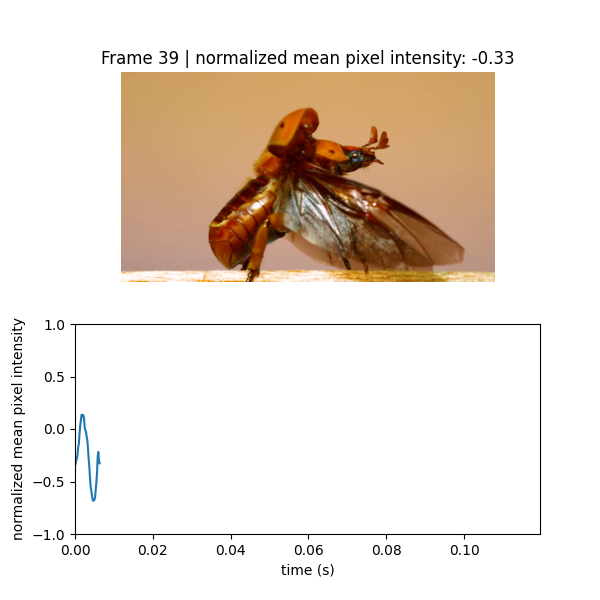 Frame 39 | normalized mean pixel intensity: -0.33
normalized mean pixel intensity
1.0
0.5
0.0
−0.5
−1.0
0.00 0.02 0.04 0.06 0.08 0.10
time (s)